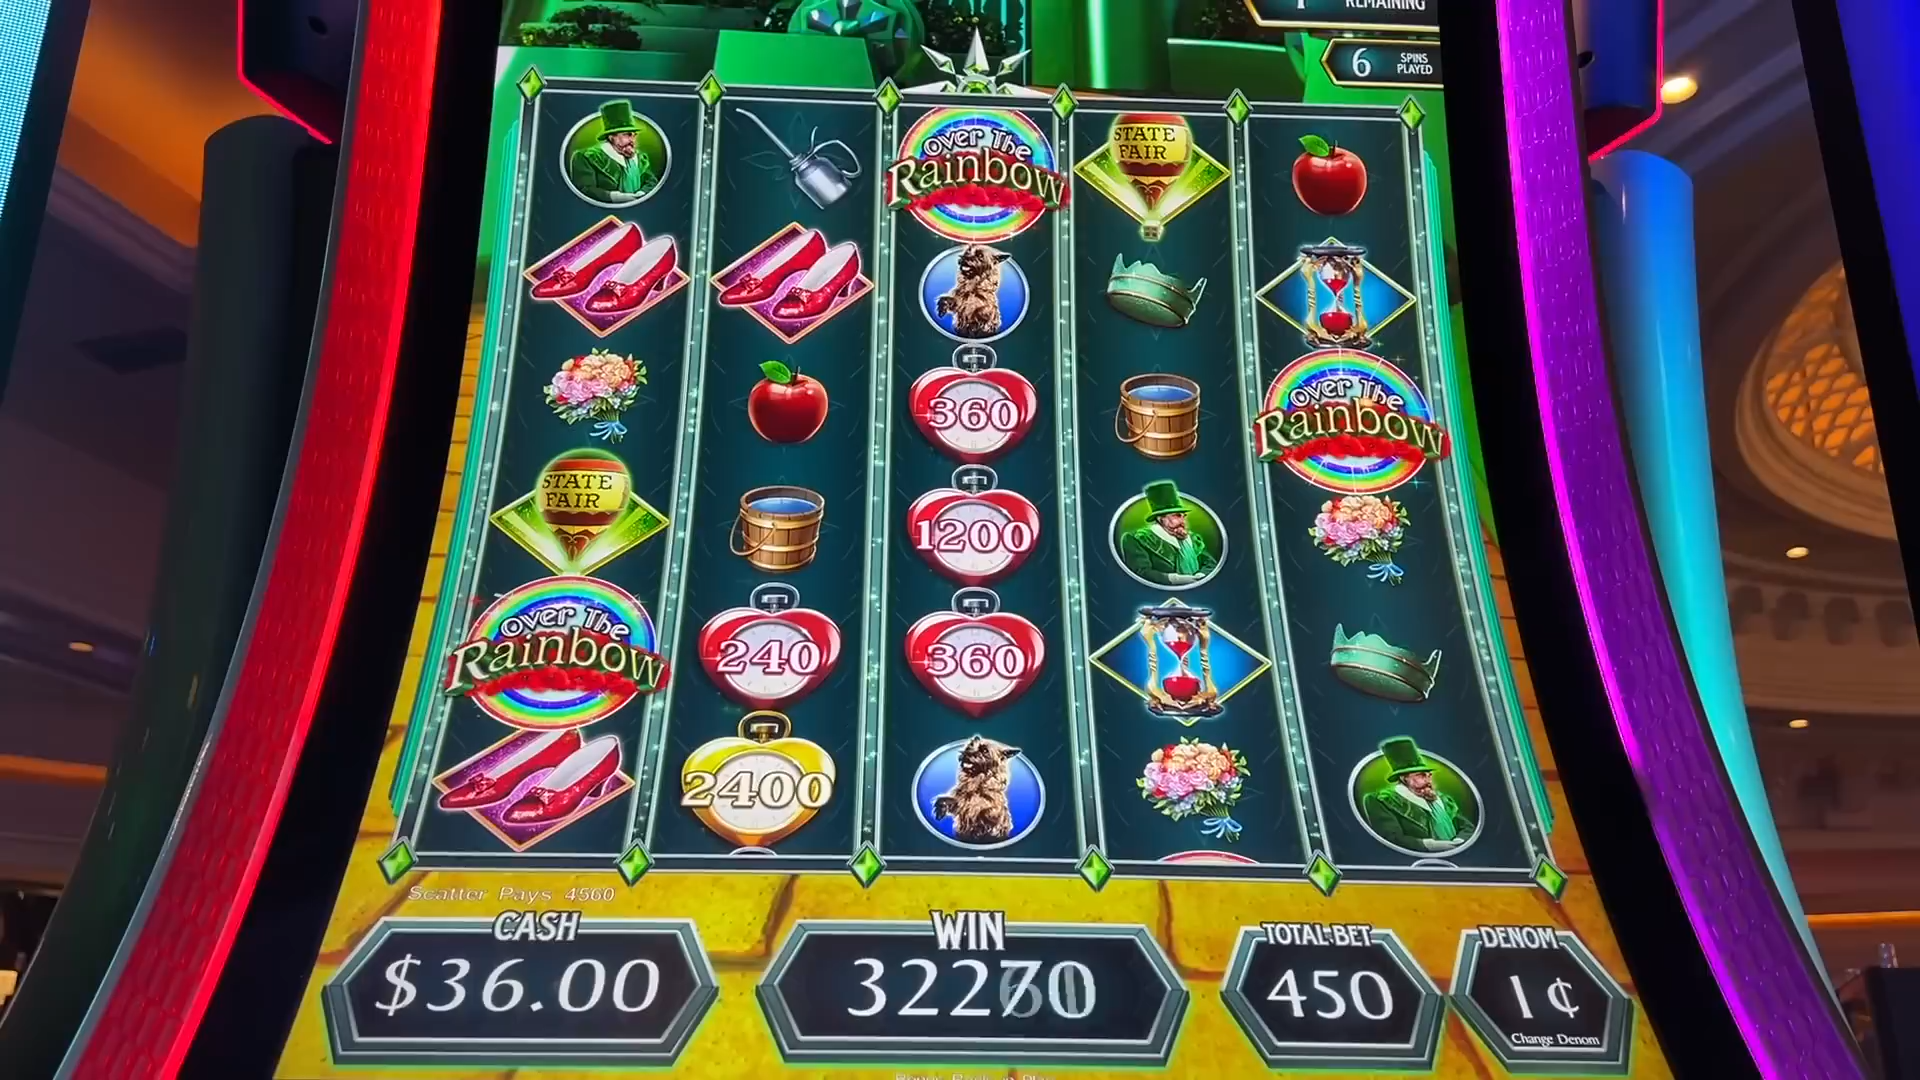 REMAINING
6 SPINS
PLAYED
OVER THE
RAINBOW
STATE
FAIR
360
OVER THE
RAINBOW
STATE
FAIR
1200
OVER THE
RAINBOW
240
360
2400
Scatter Pays 4560
CASH
WIN
TOTAL BET
DENOM
$36.00
450
1¢
Change Denom